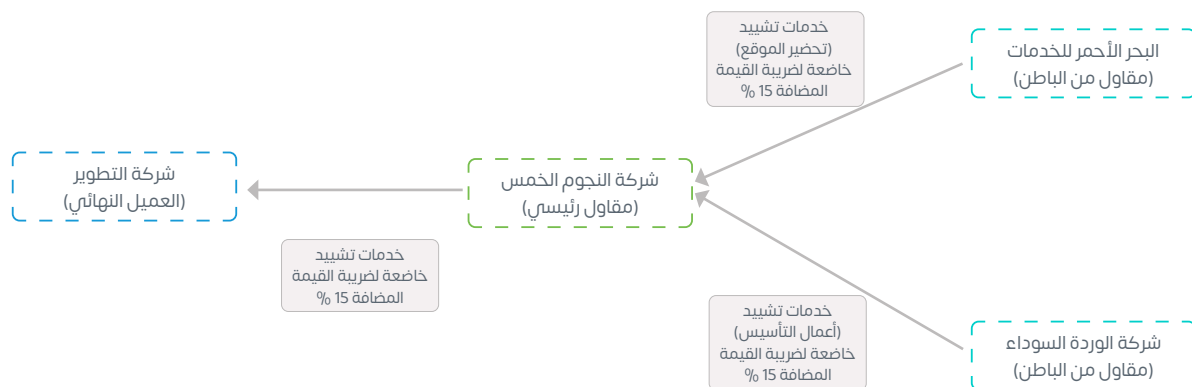 البحر الأحمر للخدمات
(مقاول من الباطن)
خدمات تشييد
(تحضير الموقع)
خاضعة لضريبة القيمة
المضافة 15 %
شركة النجوم الخمس
(مقاول رئيسي)
شركة التطوير
(العميل النهائي)
خدمات تشييد
خاضعة لضريبة القيمة
المضافة 15 %
خدمات تشييد
(أعمال التأسيس)
خاضعة لضريبة القيمة
المضافة 15 %
شركة الوردة السوداء
(مقاول من الباطن)